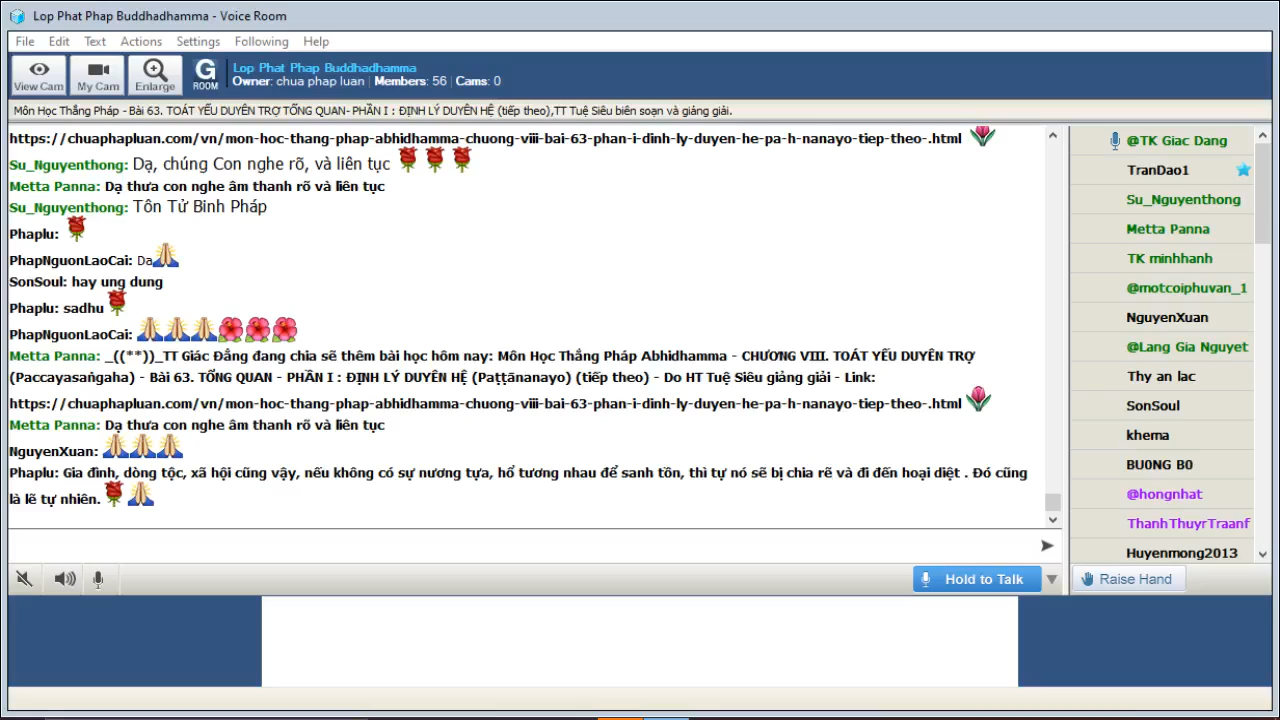 Lop Phat Phap Buddhadhamma - Voice Room
File Edit Text Actions Settings Following Help
View Cam My Cam Enlarge G ROOM
Lop Phat Phap Buddhadhamma
Owner: chua phap luan | Members: 56 | Cams: 0
Môn Học Thắng Pháp - Bài 63. TOÁT YẾU DUYÊN TRỢ TỔNG QUAN- PHẦN I : ĐỊNH LÝ DUYÊN HỆ (tiếp theo),TT Tuệ Siêu biên soạn và giảng giải.
https://chuaphapluan.com/vn/mon-hoc-thang-phap-abhidhamma-chuong-viii-bai-63-phan-i-dinh-ly-duyen-he-pa-h-nanayo-tiep-theo-.html
Su_Nguyenthong: Dạ, chúng Con nghe rõ, và liên tục
Metta Panna: Dạ thưa con nghe âm thanh rõ và liên tục
Su_Nguyenthong: Tôn Tử Binh Pháp
Phaplu:
PhapNguonLaoCai: Da
SonSoul: hay ung dung
Phaplu: sadhu
PhapNguonLaoCai:
Metta Panna: _((**))_TT Giác Đẳng đang chia sẽ thêm bài học hôm nay: Môn Học Thắng Pháp Abhidhamma - CHƯƠNG VIII. TOÁT YẾU DUYÊN TRỢ
(Paccayasaṅgaha) - Bài 63. TỔNG QUAN - PHẦN I : ĐỊNH LÝ DUYÊN HỆ (Paṭṭānanayo) (tiếp theo) - Do HT Tuệ Siêu giảng giải - Link:
https://chuaphapluan.com/vn/mon-hoc-thang-phap-abhidhamma-chuong-viii-bai-63-phan-i-dinh-ly-duyen-he-pa-h-nanayo-tiep-theo-.html
Metta Panna: Dạ thưa con nghe âm thanh rõ và liên tục
NguyenXuan:
Phaplu: Gia đình, dòng tộc, xã hội cũng vậy, nếu không có sự nương tựa, hổ tương nhau để sanh tồn, thì tự nó sẽ bị chia rẽ và đi đến hoại diệt . Đó cũng
là lẽ tự nhiên.
@TK Giac Dang
TranDao1
Su_Nguyenthong
Metta Panna
TK minhhanh
@motcoiphuvan_1
NguyenXuan
@Lang Gia Nguyet
Thy an lac
SonSoul
khema
BU0NG B0
@hongnhat
ThanhThuyrTraanf
Huyenmong2013
Hold to Talk
Raise Hand